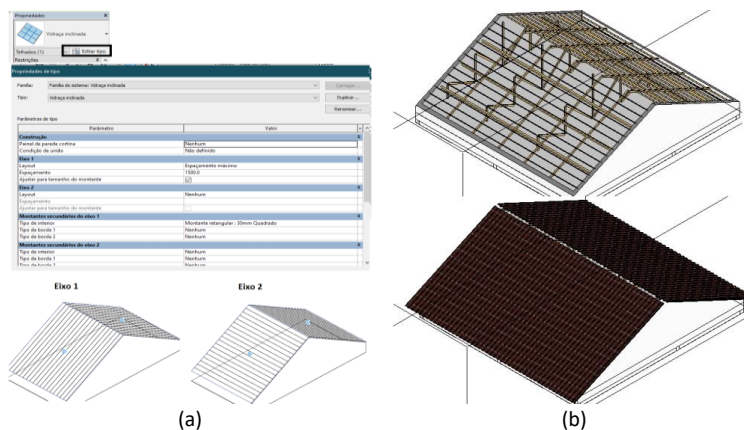 Propriedades
Vidraça inclinada
Telhados (1)
Editar tipo
Restrições
Propriedades de tipo
Família:
Família do sistema: Vidraça inclinada
Carregar...
Tipo:
Vidraça inclinada
Duplicar...
Renomear...
Parâmetros de tipo
Parâmetro
Valor
Construção
Painel de parede cortina
Nenhum
Condição de união
Não definido
Eixo 1
Layout
Espaçamento máximo
Espaçamento
1500.0
Ajustar para tamanho do montante
Eixo 2
Layout
Nenhum
Espaçamento
Ajustar para tamanho do montante
Montantes secundários do eixo 1
Tipo de interior
Montante retangular : 30mm Quadrado
Tipo de borda 1
Nenhum
Tipo de borda 2
Nenhum
Montantes secundários do eixo 2
Tipo de interior
Nenhum
Tipo de borda 1
Nenhum
Tipo de borda 2
Nenhum
Eixo 1
Eixo 2
(a)
(b)